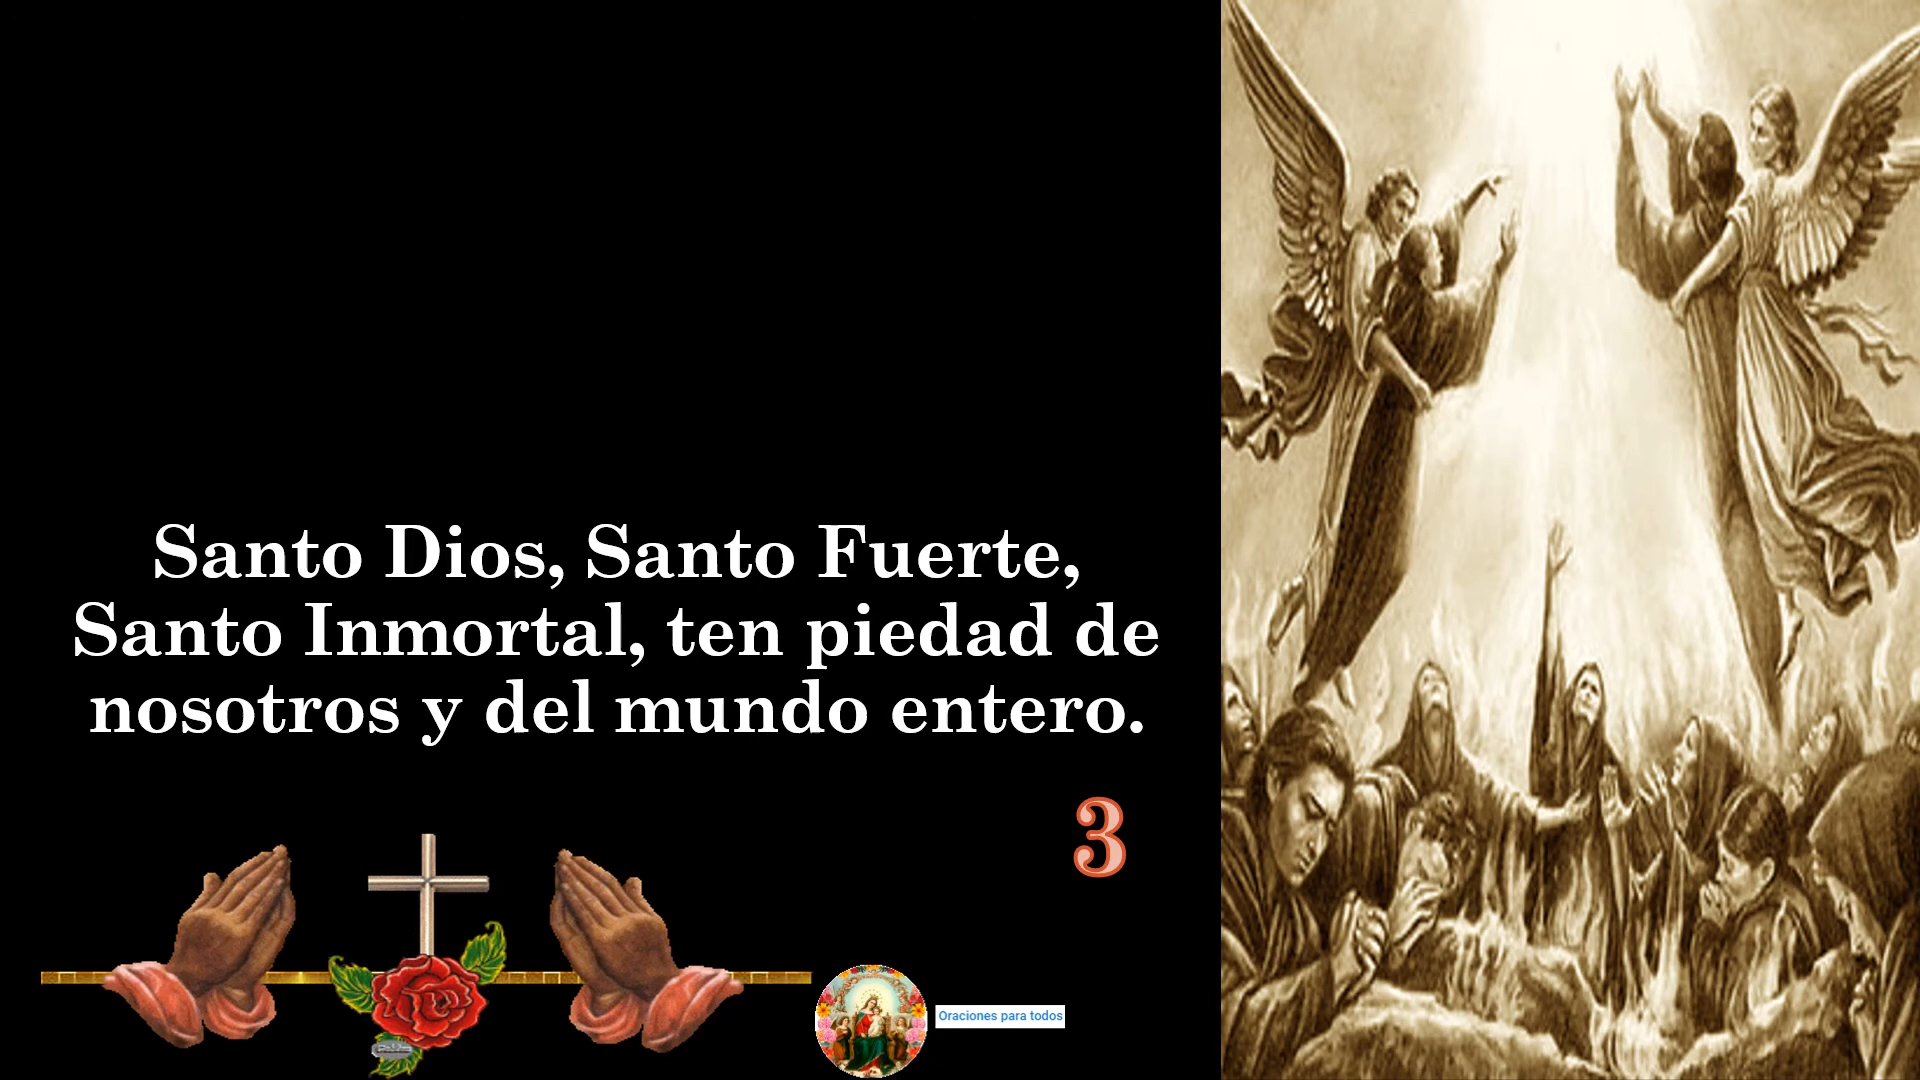 Santo Dios, Santo Fuerte,
Santo Inmortal, ten piedad de
nosotros y del mundo entero.
3
Oraciones para todos